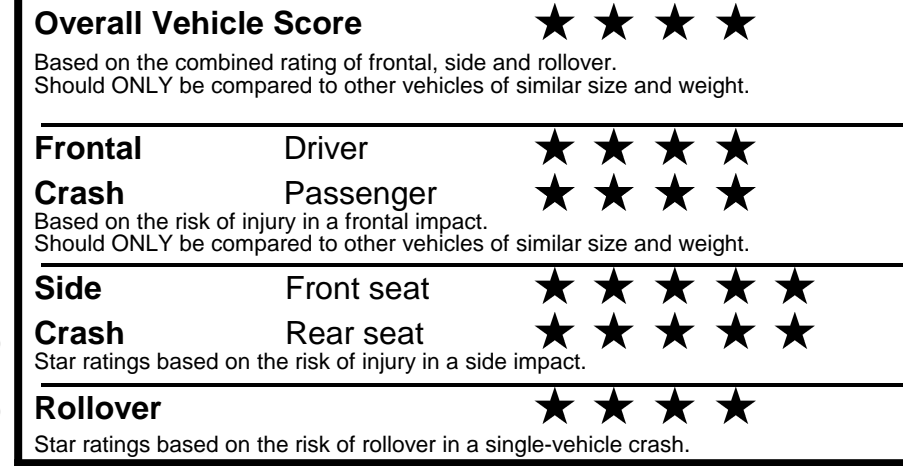 Overall Vehicle Score ★ ★ ★ ★
Based on the combined rating of frontal, side and rollover.
Should ONLY be compared to other vehicles of similar size and weight.
Frontal Driver ★ ★ ★ ★
Crash Passenger ★ ★ ★ ★
Based on the risk of injury in a frontal impact.
Should ONLY be compared to other vehicles of similar size and weight.
Side Front seat ★ ★ ★ ★ ★
Crash Rear seat ★ ★ ★ ★ ★
Star ratings based on the risk of injury in a side impact.
Rollover ★ ★ ★ ★
Star ratings based on the risk of rollover in a single-vehicle crash.